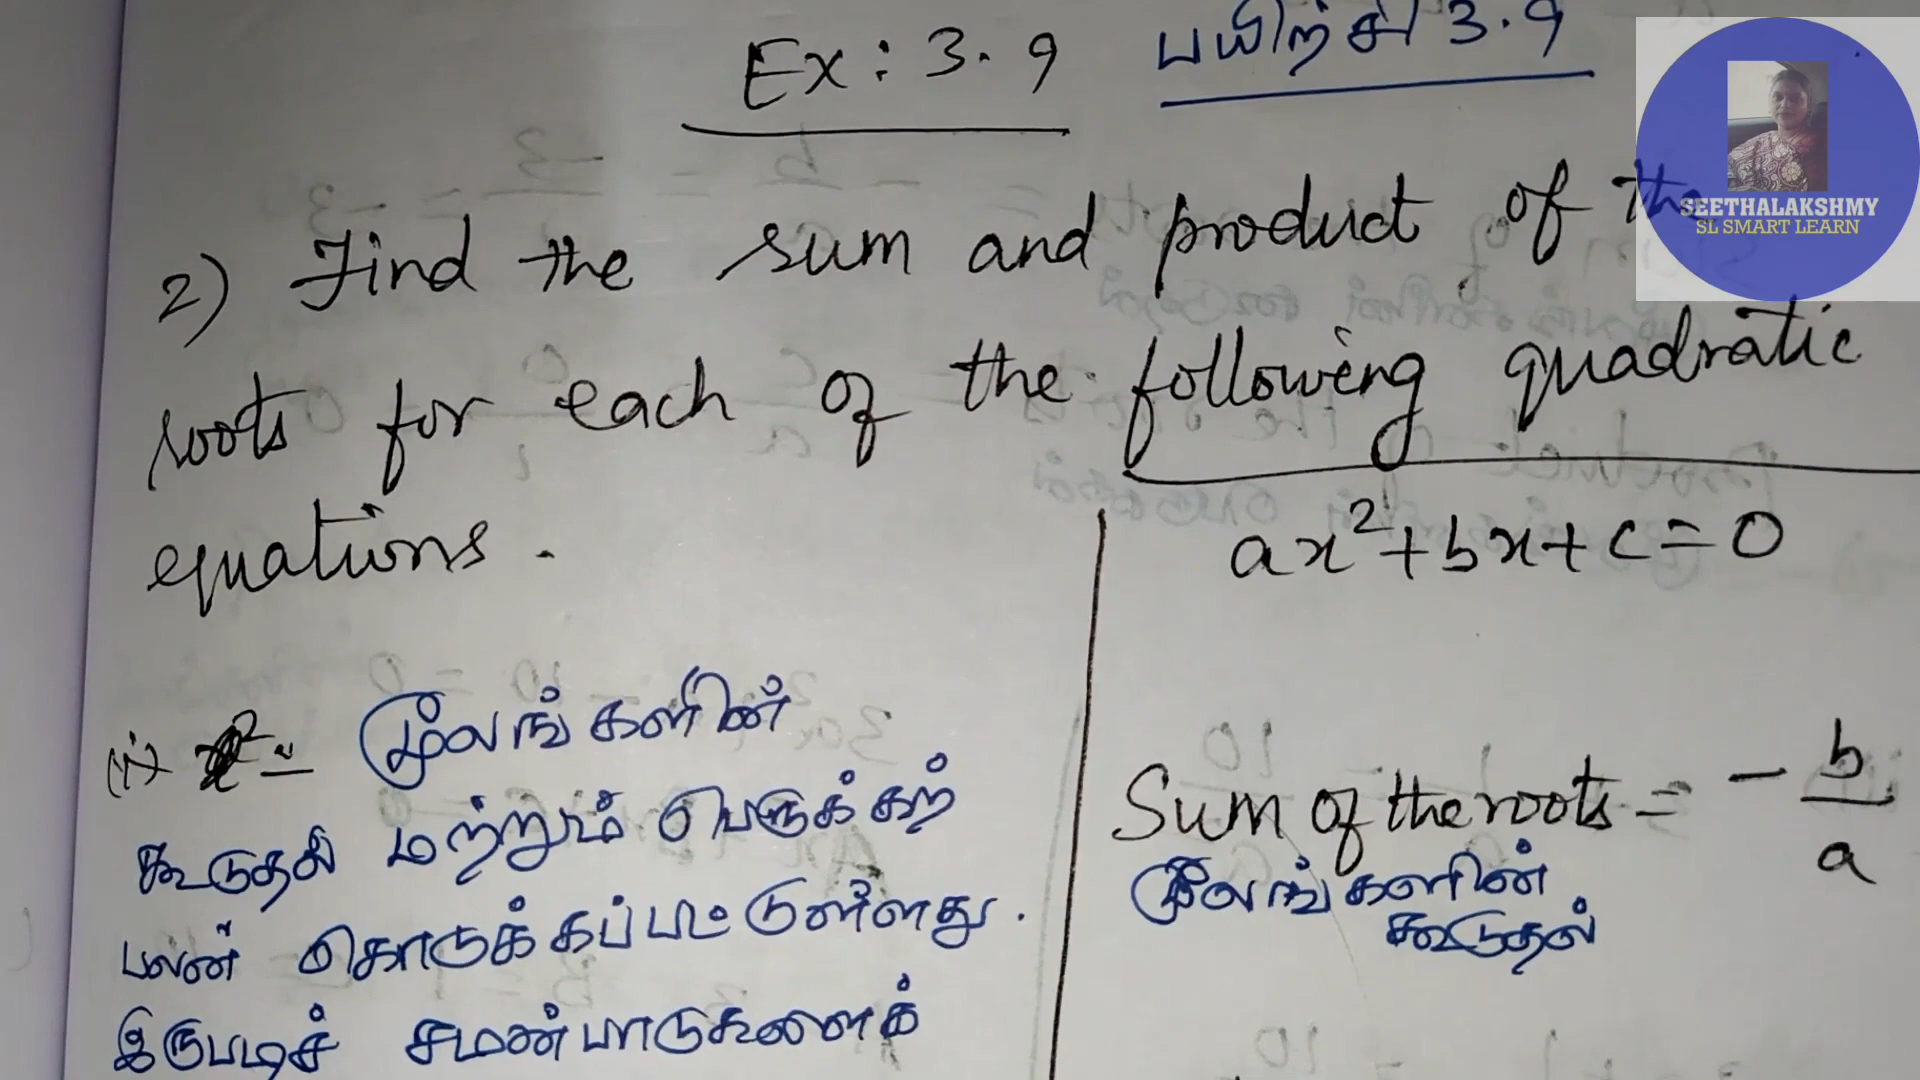 Ex: 3.9 பயிற்சி 3.9
2) Find the sum and product of the
roots for each of the following quadratic
equations.
ax²+bx+c=0
மூலங்களின்
கூடுதல் மற்றும் பெருக்கற்
பலன் கொடுக்கப்பட்டுள்ளது.
இருபடிச் சமன்பாடுகளைக்
Sum of the roots = - b/a
மூலங்களின்
கூடுதல்
SEETHALAKSHMY
SL SMART LEARN